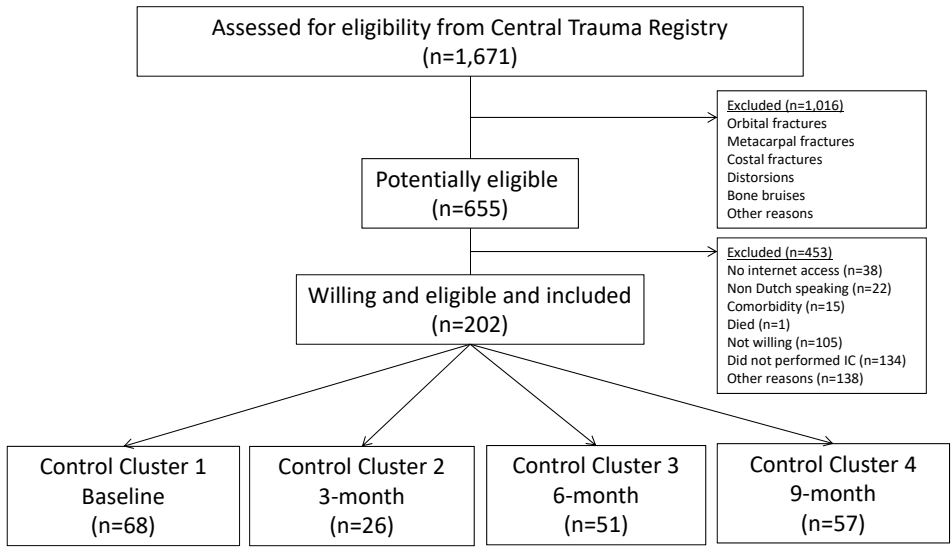 Assessed for eligibility from Central Trauma Registry
(n=1,671)
Excluded (n=1,016)
Orbital fractures
Metacarpal fractures
Costal fractures
Distorsions
Bone bruises
Other reasons
Potentially eligible
(n=655)
Excluded (n=453)
No internet access (n=38)
Non Dutch speaking (n=22)
Comorbidity (n=15)
Died (n=1)
Not willing (n=105)
Did not performed IC (n=134)
Other reasons (n=138)
Willing and eligible and included
(n=202)
Control Cluster 1
Baseline
(n=68)
Control Cluster 2
3-month
(n=26)
Control Cluster 3
6-month
(n=51)
Control Cluster 4
9-month
(n=57)